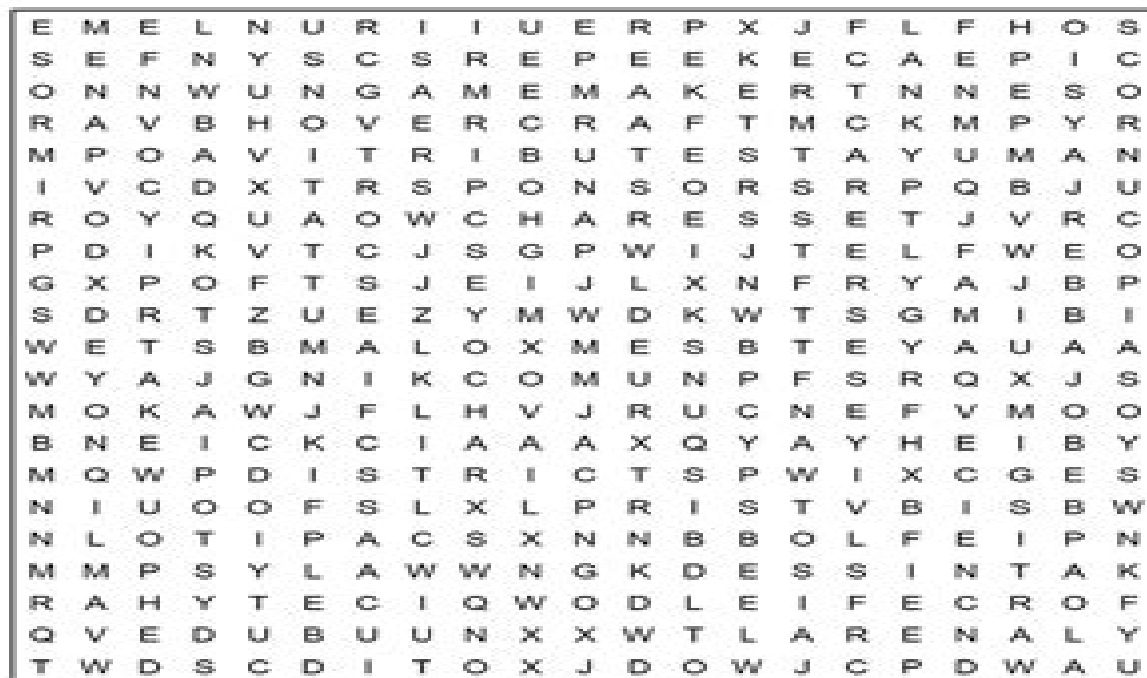 E M E L N U R I I U E R P X J F L F H O S
S E F N Y S C S R E P E E K E C A E P I C
O N N W U N G A M E M A K E R T N N E S O
R A V B H O V E R C R A F T M C K M P Y R
M P O A V I T R I B U T E S T A Y U M A N
I V C D X T R S P O N S O R S R P Q B J U
R O Y Q U A O W C H A R E S S E T J V R C
P D I K V T C J S G P W I J T E L F W E O
G X P O F T S J E I J L X N F R Y A J B P
S D R T Z U E Z Y M W D K W T S G M I B I
W E T S B M A L O X M E S B T E Y A U A A
W Y A J G N I K C O M U N P F S R Q X J S
M O K A W J F L H V J R U C N E F V M O O
B N E I C K C I A A A X Q Y A Y H E I B Y
M Q W P D I S T R I C T S P W I X C G E S
N I U O O F S L X L P R I S T V B I S B W
N L O T I P A C S X N N B B O L F E I P N
M M P S Y L A W W N G K D E S S I N T A K
R A H Y T E C I Q W O D L E I F E C R O F
Q V E D U B U U N X X W T L A R E N A L Y
T W D S C D I T O X J D O W J C P D W A U